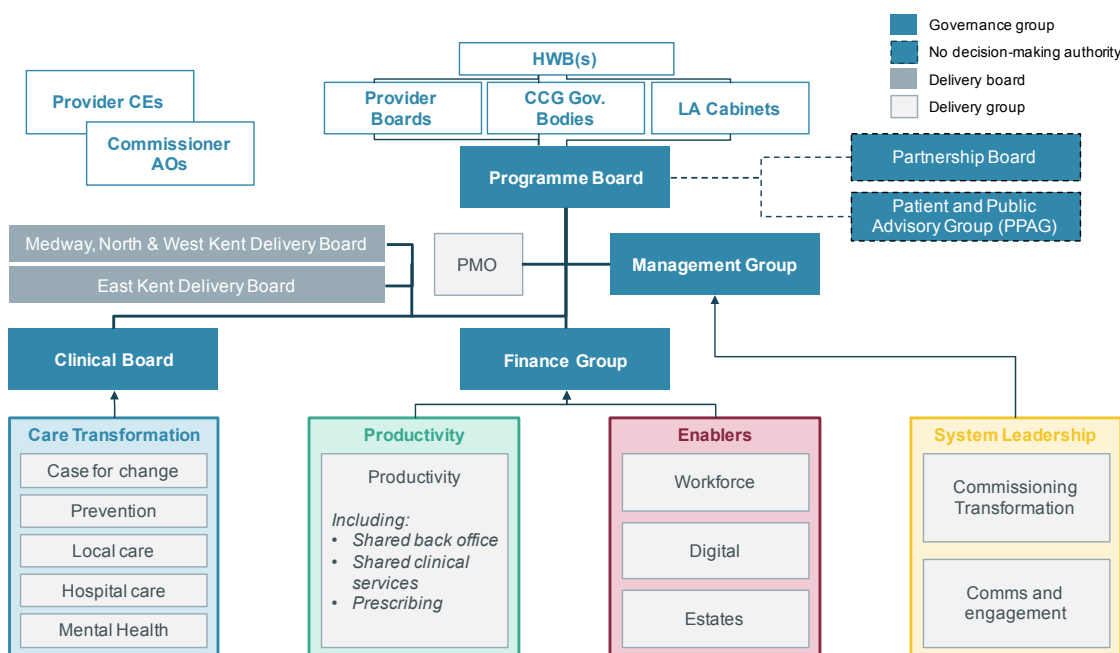 Governance group
No decision-making authority
Delivery board
Delivery group
HWB(s)
Provider CEs
Commissioner
AOs
Provider
Boards
CCG Gov.
Bodies
LA Cabinets
Programme Board
Partnership Board
Patient and Public
Advisory Group (PPAG)
Medway, North & West Kent Delivery Board
East Kent Delivery Board
PMO
Management Group
Clinical Board
Finance Group
Care Transformation
Case for change
Prevention
Local care
Hospital care
Mental Health
Productivity
Productivity
Including:
• Shared back office
• Shared clinical
services
• Prescribing
Enablers
Workforce
Digital
Estates
System Leadership
Commissioning
Transformation
Comms and
engagement